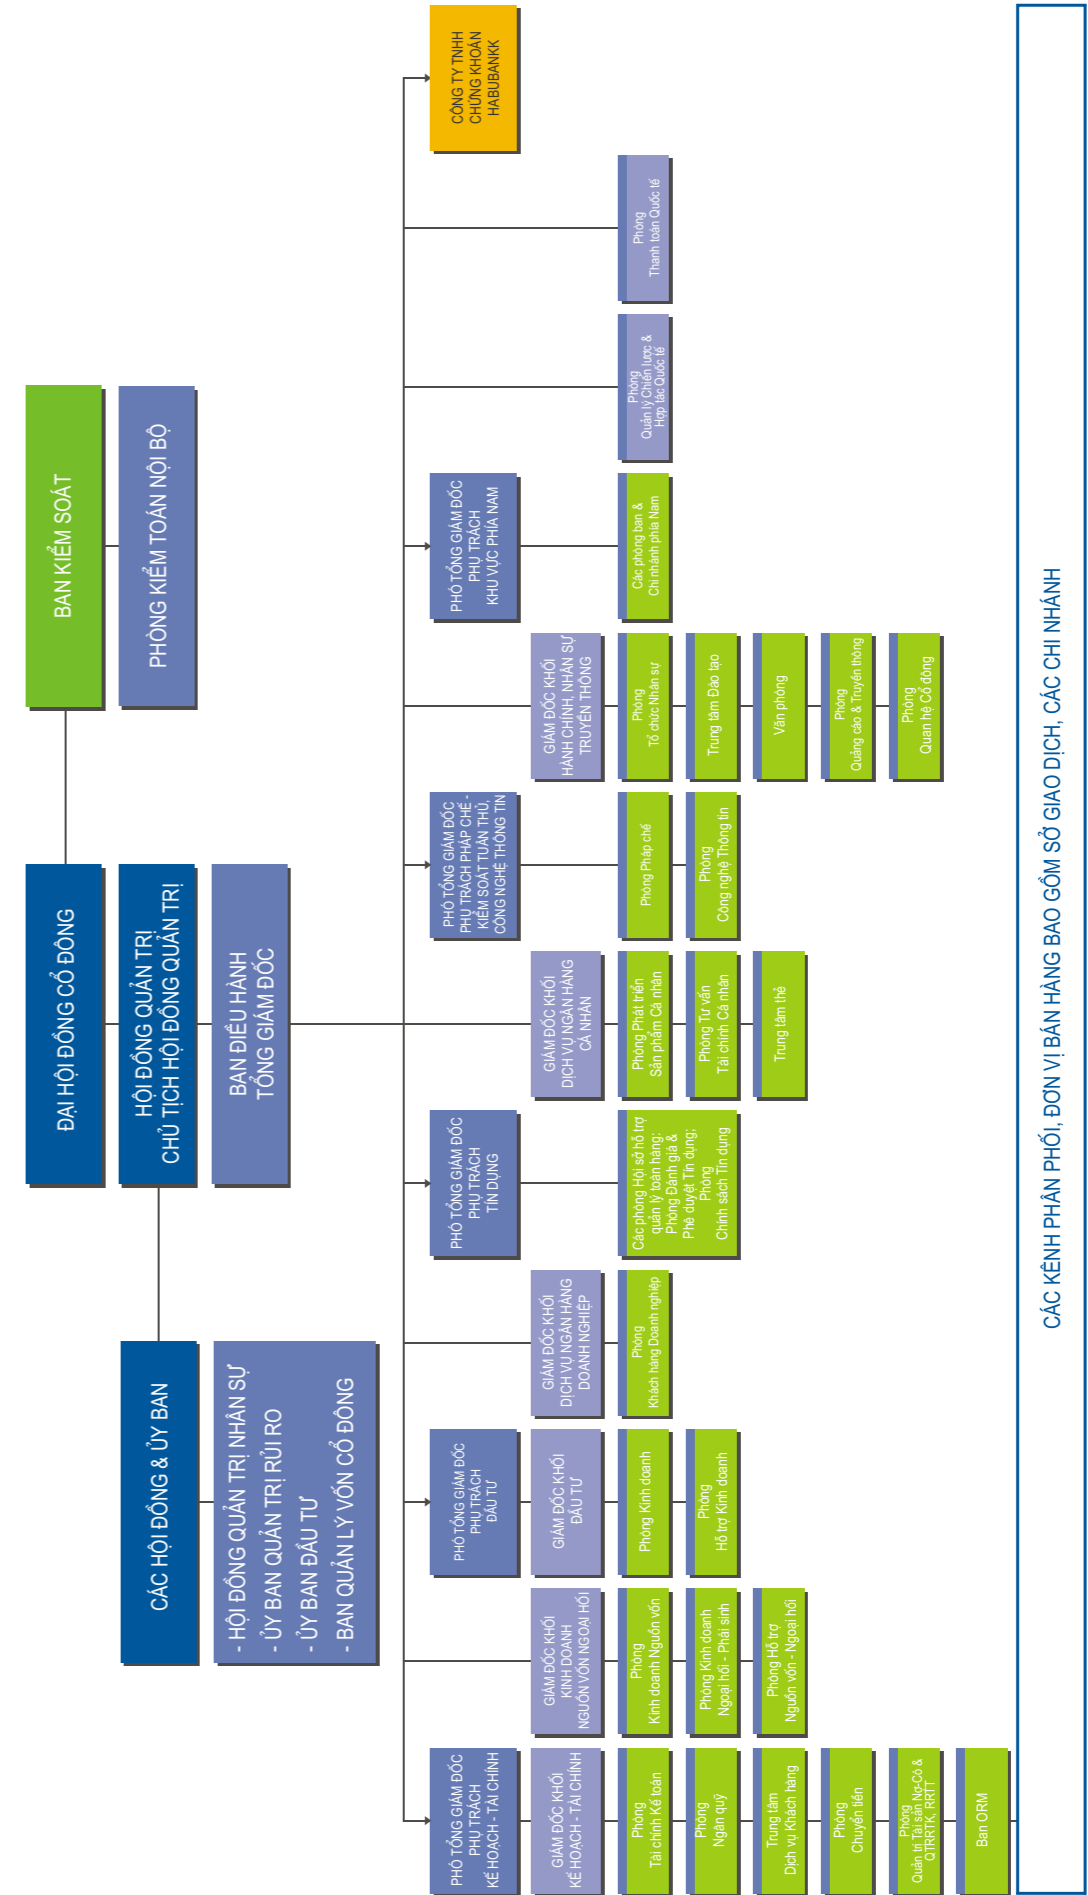 ĐẠI HỘI ĐỒNG CỔ ĐÔNG
BAN KIỂM SOÁT
PHÒNG KIỂM TOÁN NỘI BỘ
HỘI ĐỒNG QUẢN TRỊ
CHỦ TỊCH HỘI ĐỒNG QUẢN TRỊ
CÁC HỘI ĐỒNG & ỦY BAN
- HỘI ĐỒNG QUẢN TRỊ NHÂN SỰ
- ỦY BAN QUẢN TRỊ RỦI RO
- ỦY BAN ĐẦU TƯ
- BAN QUẢN LÝ VỐN CỔ ĐÔNG
BAN ĐIỀU HÀNH
TỔNG GIÁM ĐỐC
PHÓ TỔNG GIÁM ĐỐC
PHỤ TRÁCH
KẾ HOẠCH - TÀI CHÍNH
GIÁM ĐỐC KHỐI
KẾ HOẠCH - TÀI CHÍNH
Phòng
Tài chính Kế toán
Phòng
Ngân quỹ
Trung tâm
Dịch vụ Khách hàng
Phòng
Chuyển tiền
Phòng
Quản trị Tài sản Nợ-Có &
QTRRTK, RRTT
Ban ORM
GIÁM ĐỐC KHỐI
KINH DOANH
NGUỒN VỐN NGOẠI HỐI
Phòng
Kinh doanh Nguồn vốn
Phòng Kinh doanh
Ngoại hối - Phái sinh
Phòng Hỗ trợ
Nguồn vốn - Ngoại hối
PHÓ TỔNG GIÁM ĐỐC
PHỤ TRÁCH
ĐẦU TƯ
GIÁM ĐỐC KHỐI
ĐẦU TƯ
Phòng Kinh doanh
Phòng
Hỗ trợ Kinh doanh
GIÁM ĐỐC KHỐI
DỊCH VỤ NGÂN HÀNG
DOANH NGHIỆP
Phòng
Khách hàng Doanh nghiệp
PHÓ TỔNG GIÁM ĐỐC
PHỤ TRÁCH
TÍN DỤNG
Các phòng Hội sở hỗ trợ
quản lý toàn hàng;
Phòng Đánh giá &
Phê duyệt Tín dụng;
Phòng
Chính sách Tín dụng
GIÁM ĐỐC KHỐI
DỊCH VỤ NGÂN HÀNG
CÁ NHÂN
Phòng Phát triển
Sản phẩm Cá nhân
Phòng Tư vấn
Tài chính Cá nhân
Trung tâm thẻ
PHÓ TỔNG GIÁM ĐỐC
PHỤ TRÁCH PHÁP CHẾ -
KIỂM SOÁT TUÂN THỦ,
CÔNG NGHỆ THÔNG TIN
Phòng Pháp chế
Phòng
Công nghệ Thông tin
GIÁM ĐỐC KHỐI
HÀNH CHÍNH, NHÂN SỰ
TRUYỀN THÔNG
Phòng
Tổ chức Nhân sự
Trung tâm Đào tạo
Văn phòng
Phòng
Quảng cáo & Truyền thông
Phòng
Quan hệ Cổ đông
PHÓ TỔNG GIÁM ĐỐC
PHỤ TRÁCH
KHU VỰC PHÍA NAM
Các phòng ban &
Chi nhánh phía Nam
Phòng
Quản lý Chiến lược &
Hợp tác Quốc tế
Phòng
Thanh toán Quốc tế
CÔNG TY TNHH
CHỨNG KHOÁN
HABUBANKK
CÁC KÊNH PHÂN PHỐI, ĐƠN VỊ BÁN HÀNG BAO GỒM SỞ GIAO DỊCH, CÁC CHI NHÁNH